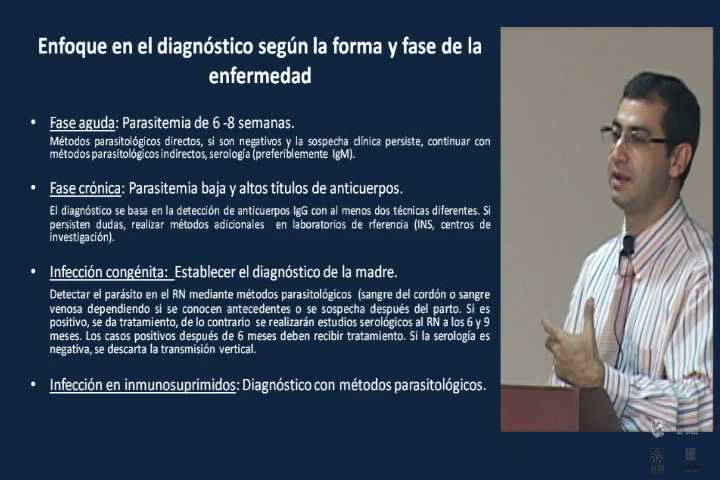 Enfoque en el diagnóstico según la forma y fase de la
enfermedad
• Fase aguda: Parasitemia de 6 -8 semanas.
Métodos parasitológicos directos, si son negativos y la sospecha clínica persiste, continuar con
métodos parasitológicos indirectos, serología (preferiblemente IgM).
• Fase crónica: Parasitemia baja y altos títulos de anticuerpos.
El diagnóstico se basa en la detección de anticuerpos IgG con al menos dos técnicas diferentes. Si
persisten dudas, realizar métodos adicionales en laboratorios de rferencia (INS, centros de
investigación).
• Infección congénita: Establecer el diagnóstico de la madre.
Detectar el parásito en el RN mediante métodos parasitológicos (sangre del cordón o sangre
venosa dependiendo si se conocen antecedentes o se sospecha después del parto. Si es
positivo, se da tratamiento, de lo contrario se realizarán estudios serológicos al RN a los 6 y 9
meses. Los casos positivos después de 6 meses deben recibir tratamiento. Si la serología es
negativa, se descarta la transmisión vertical.
• Infección en inmunosuprimidos: Diagnóstico con métodos parasitológicos.